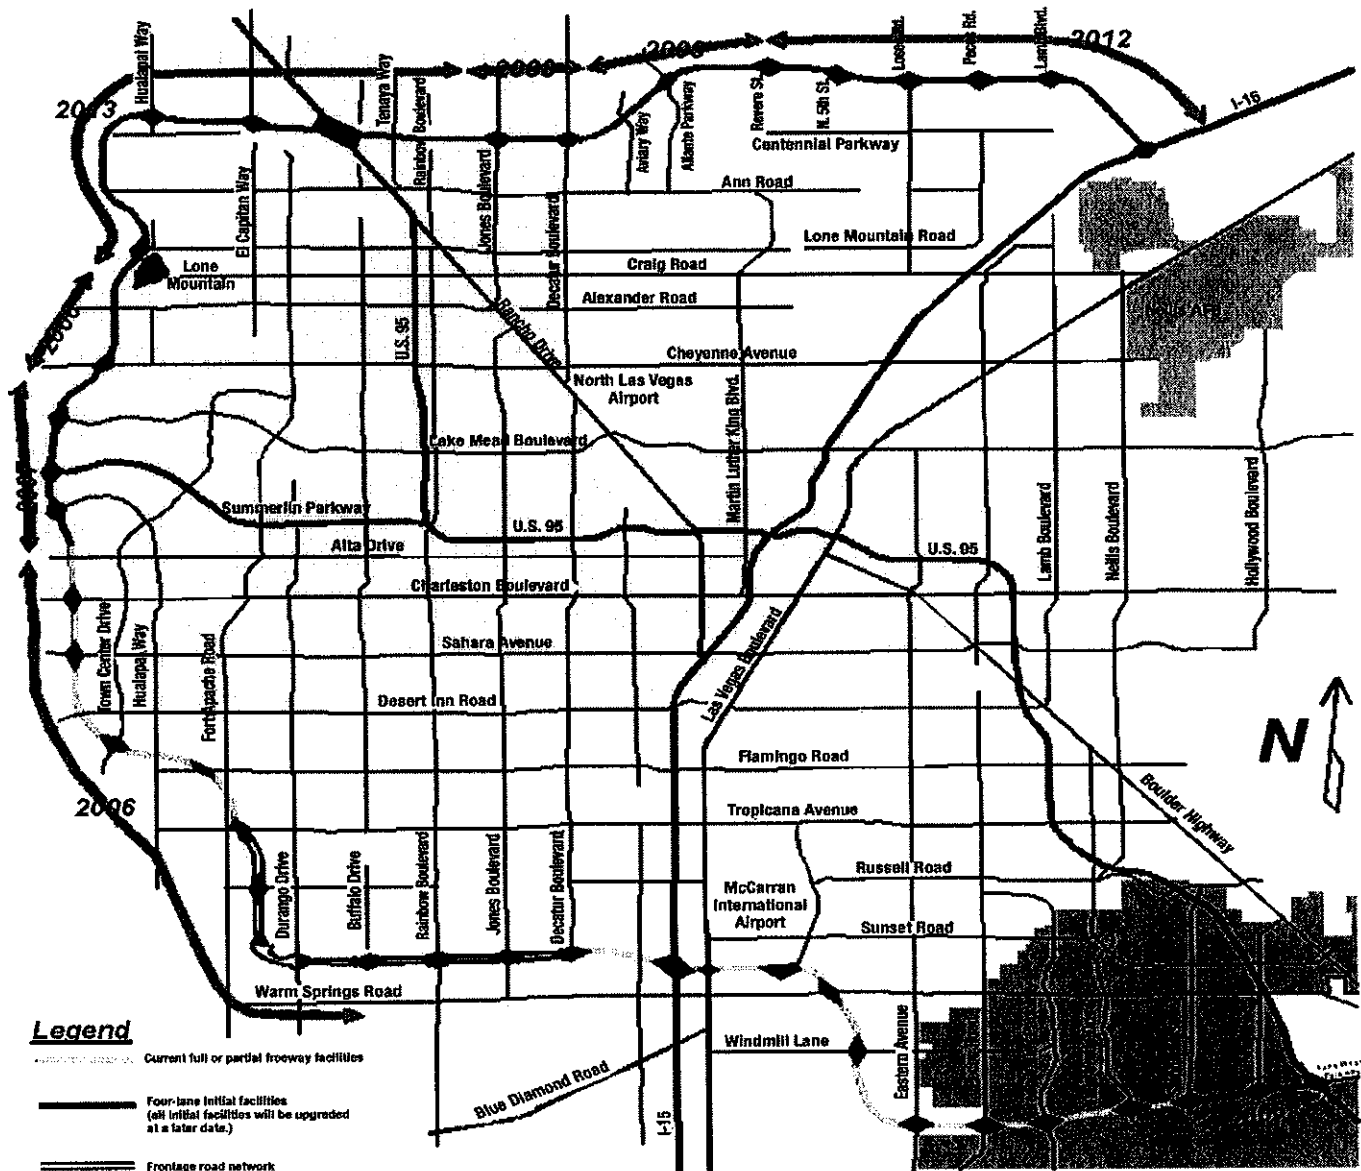 Hualapai Way
Tenaya Way
Rainbow Boulevard
Losee Rd.
Pecos Rd.
Lamb Blvd.
2012
2013
Jones Boulevard
Aviary Way
Aliante Parkway
Revere St.
N. 5th St.
I-16
Centennial Parkway
El Capitan Way
Ann Road
Decatur Boulevard
Lone Mountain Road
Lone
Mountain
Craig Road
Alexander Road
U.S. 95
Rancho Drive
Cheyenne Avenue
North Las Vegas
Airport
Martin Luther King Blvd.
Lake Mead Boulevard
Summerlin Parkway
U.S. 95
Alta Drive
U.S. 95
Lamb Boulevard
Nellis Boulevard
Hollywood Boulevard
Charleston Boulevard
Town Center Drive
Hualapai Way
Fort Apache Road
Sahara Avenue
Las Vegas Boulevard
Desert Inn Road
N
Flamingo Road
2006
Tropicana Avenue
Boulder Highway
Durango Drive
Buffalo Drive
Rainbow Boulevard
Jones Boulevard
Decatur Boulevard
Russell Road
McCarran
International
Airport
Sunset Road
Warm Springs Road
Windmill Lane
Eastern Avenue
Blue Diamond Road
I-15
Legend
Current full or partial freeway facilities
Four-lane initial facilities
(all initial facilities will be upgraded
at a later date.)
Frontage road network